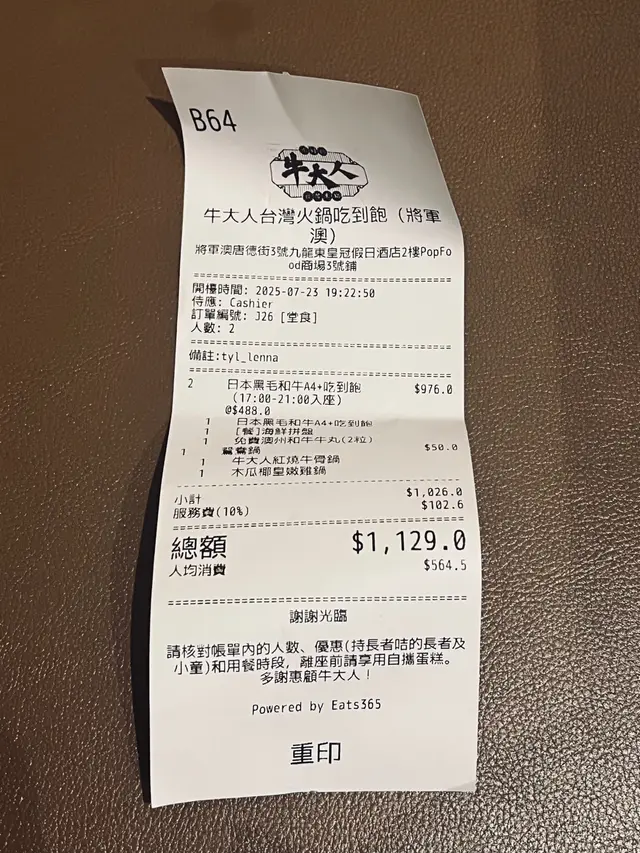 B64
牛大人
牛大人台灣火鍋吃到飽（將軍
澳）
將軍澳唐德街3號九龍東皇冠假日酒店2樓PopFo
od商場3號鋪
開檯時間: 2025-07-23 19:22:50
侍應: Cashier
訂單編號: J26 [堂食]
人數: 2
備註:tyl_lenna
2 日本黑毛和牛A4+吃到飽 $976.0
(17:00-21:00入座)
@$488.0
1 日本黑毛和牛A4+吃到飽
1 [餐]海鮮拼盤
1 免費澳州和牛牛丸(2粒)
1 鴛鴦鍋 $50.0
1 牛大人紅燒牛骨鍋
1 木瓜椰皇嫩雞鍋
小計 $1,026.0
服務費(10%) $102.6
總額 $1,129.0
人均消費 $564.5
謝謝光臨
請核對帳單內的人數、優惠(持長者咭的長者及
小童)和用餐時段，離座前請享用自攜蛋糕。
多謝惠顧牛大人！
Powered by Eats365
重印